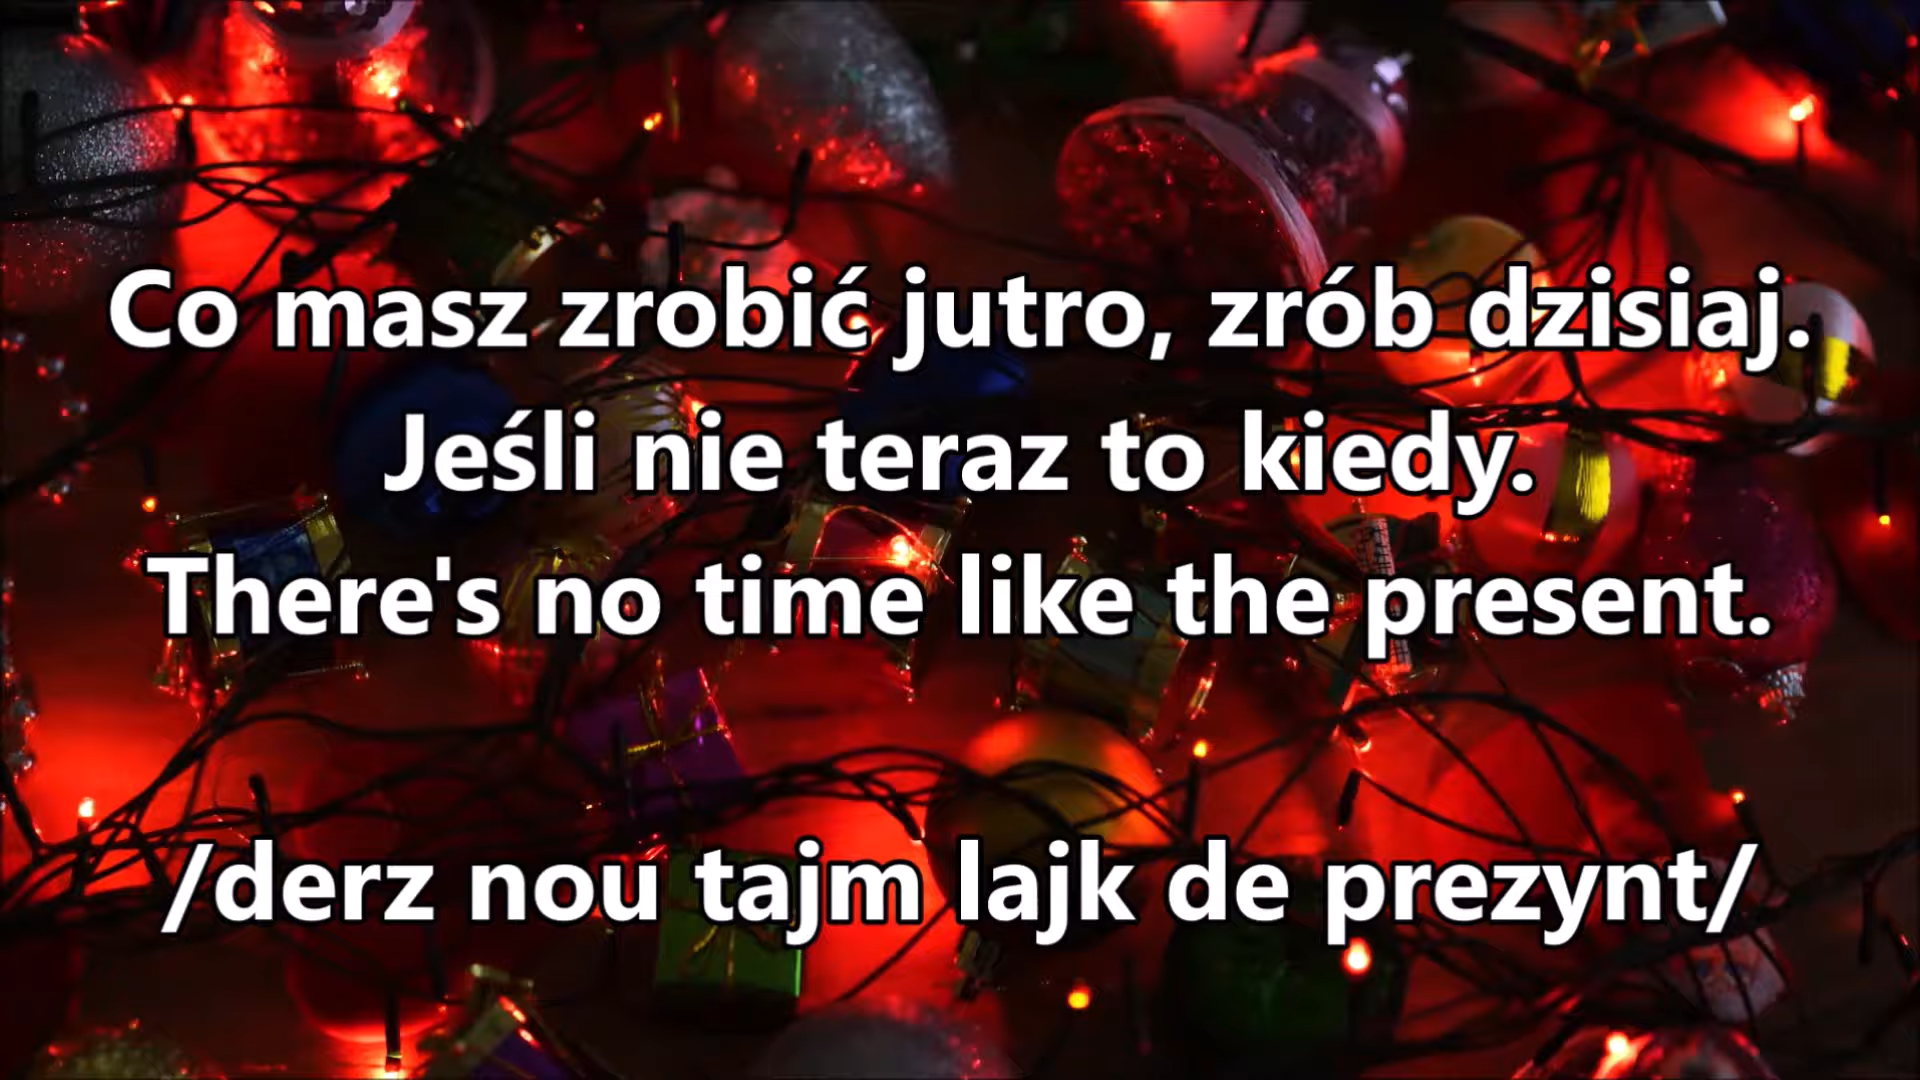 Co masz zrobić jutro, zrób dzisiaj.
Jeśli nie teraz to kiedy.
There's no time like the present.
/derz nou tajm lajk de prezynt/